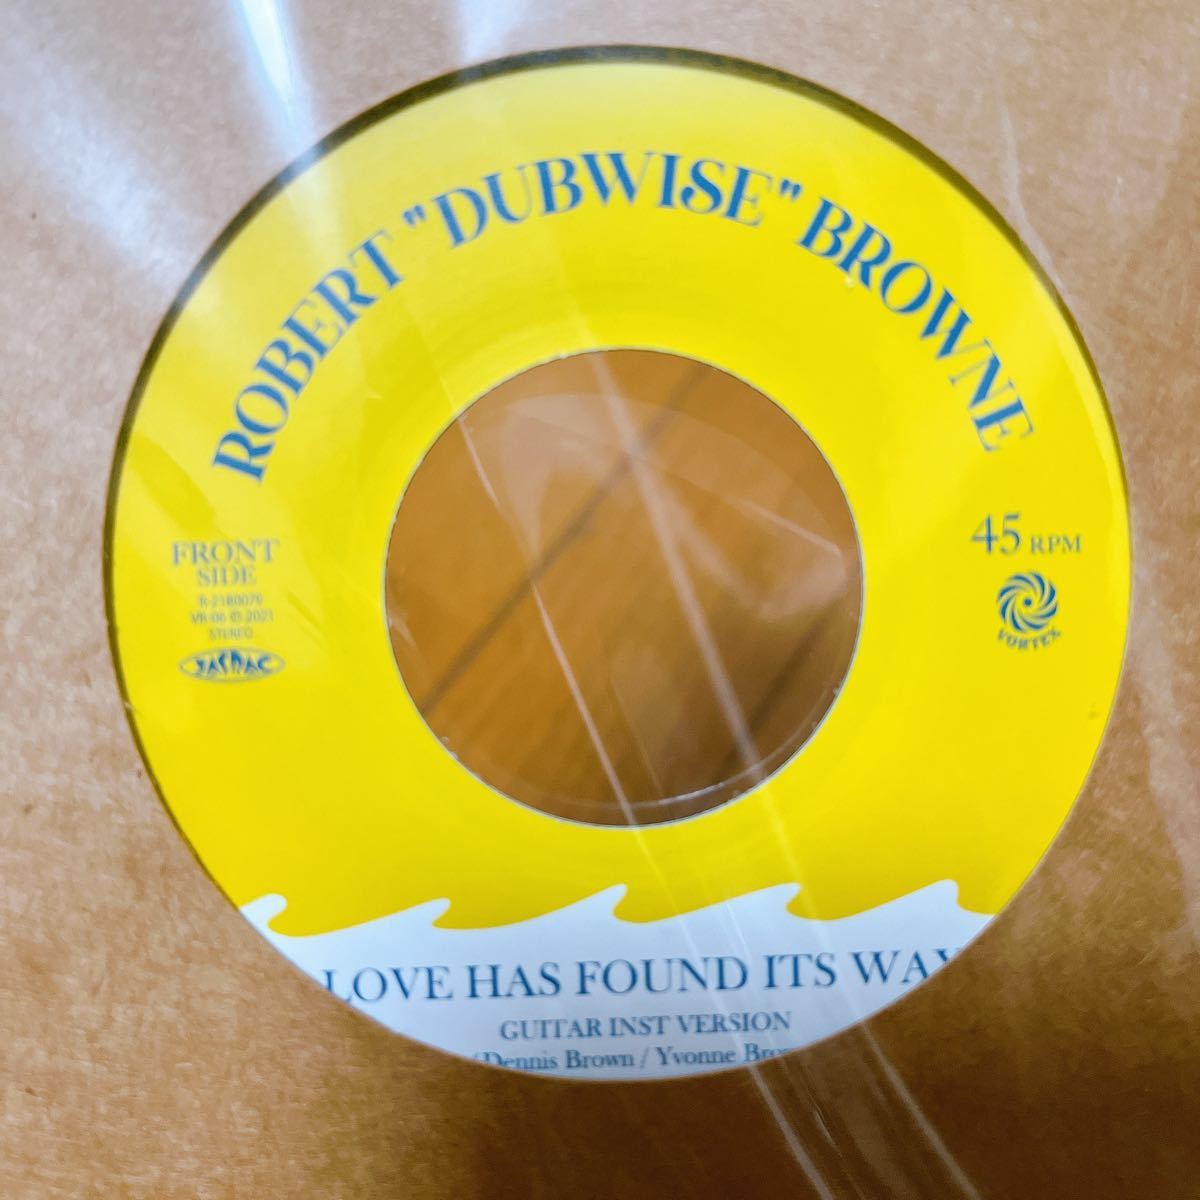 ROBERT "DUBWISE" BROWNE
FRONT
SIDE
R-2180079
VR-06 ℗2021
STEREO
JASRAC
45 RPM
VORTEX
LOVE HAS FOUND ITS WAY
GUITAR INST VERSION
/Dennis Brown / Yvonne